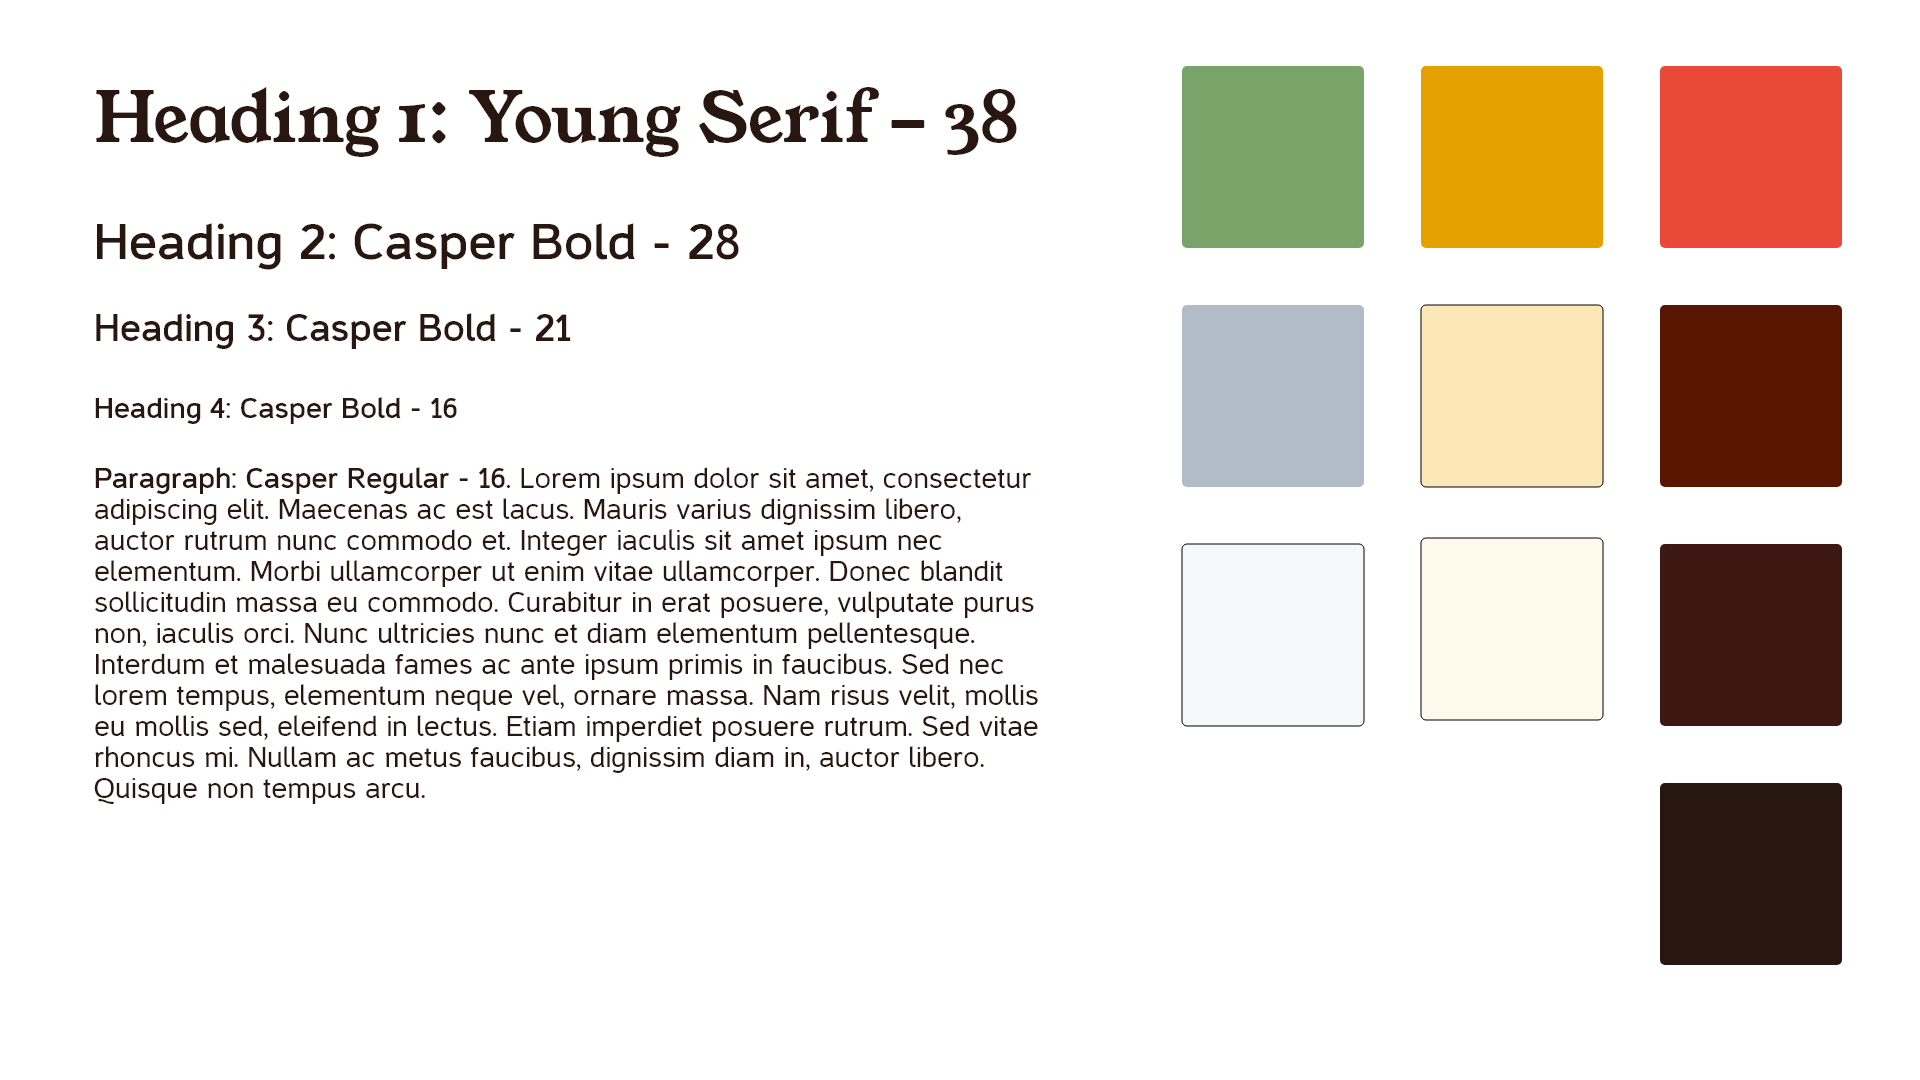 Heading 1: Young Serif – 38
Heading 2: Casper Bold - 28
Heading 3: Casper Bold - 21
Heading 4: Casper Bold - 16
Paragraph: Casper Regular - 16. Lorem ipsum dolor sit amet, consectetur
adipiscing elit. Maecenas ac est lacus. Mauris varius dignissim libero,
auctor rutrum nunc commodo et. Integer iaculis sit amet ipsum nec
elementum. Morbi ullamcorper ut enim vitae ullamcorper. Donec blandit
sollicitudin massa eu commodo. Curabitur in erat posuere, vulputate purus
non, iaculis orci. Nunc ultricies nunc et diam elementum pellentesque.
Interdum et malesuada fames ac ante ipsum primis in faucibus. Sed nec
lorem tempus, elementum neque vel, ornare massa. Nam risus velit, mollis
eu mollis sed, eleifend in lectus. Etiam imperdiet posuere rutrum. Sed vitae
rhoncus mi. Nullam ac metus faucibus, dignissim diam in, auctor libero.
Quisque non tempus arcu.